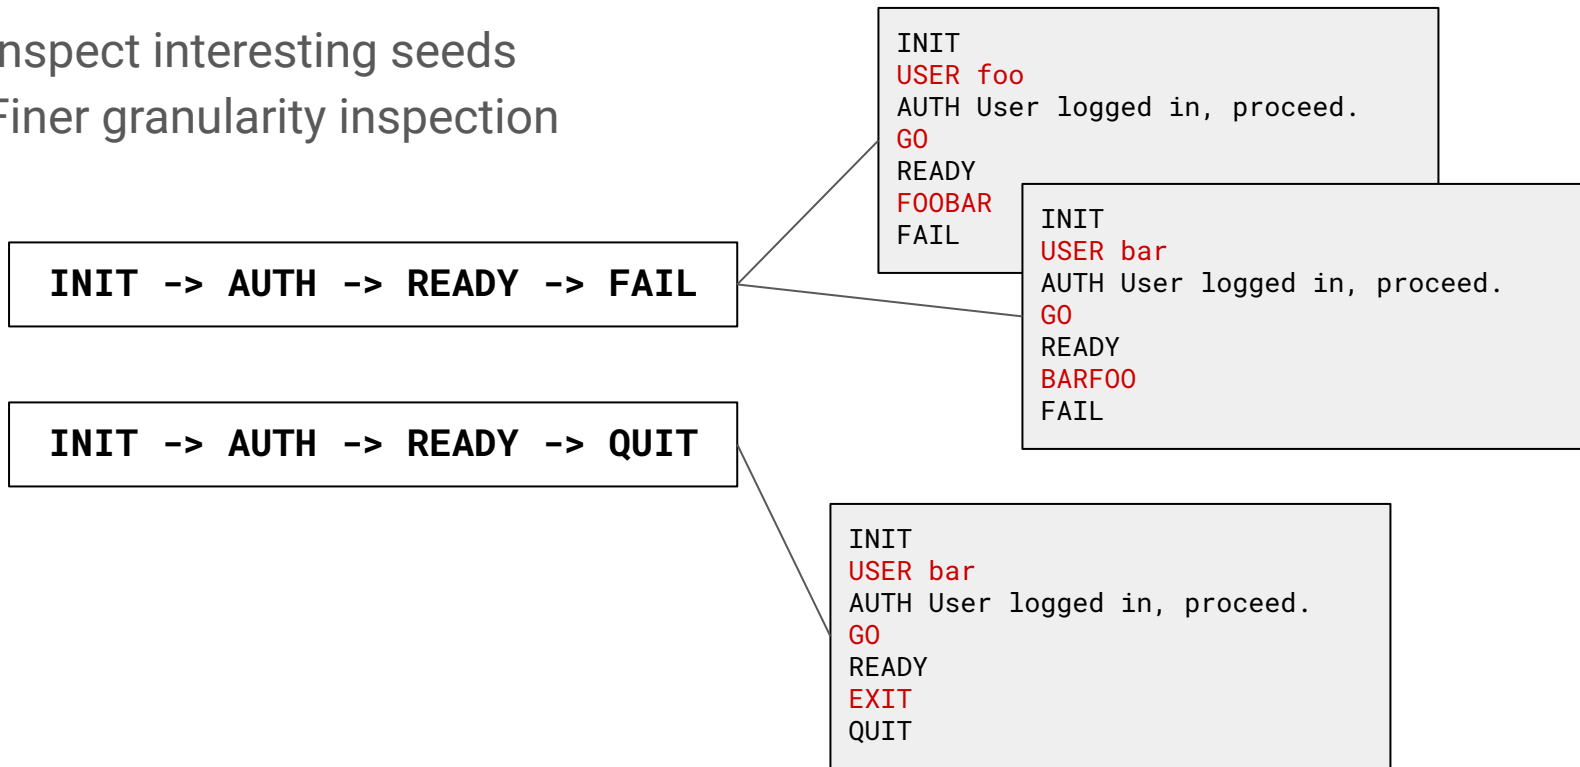 nspect interesting seeds
Finer granularity inspection
INIT -> AUTH -> READY -> FAIL
INIT -> AUTH -> READY -> QUIT
INIT
USER foo
AUTH User logged in, proceed.
GO
READY
FOOBAR
FAIL
INIT
USER bar
AUTH User logged in, proceed.
GO
READY
BARFOO
FAIL
INIT
USER bar
AUTH User logged in, proceed.
GO
READY
EXIT
QUIT